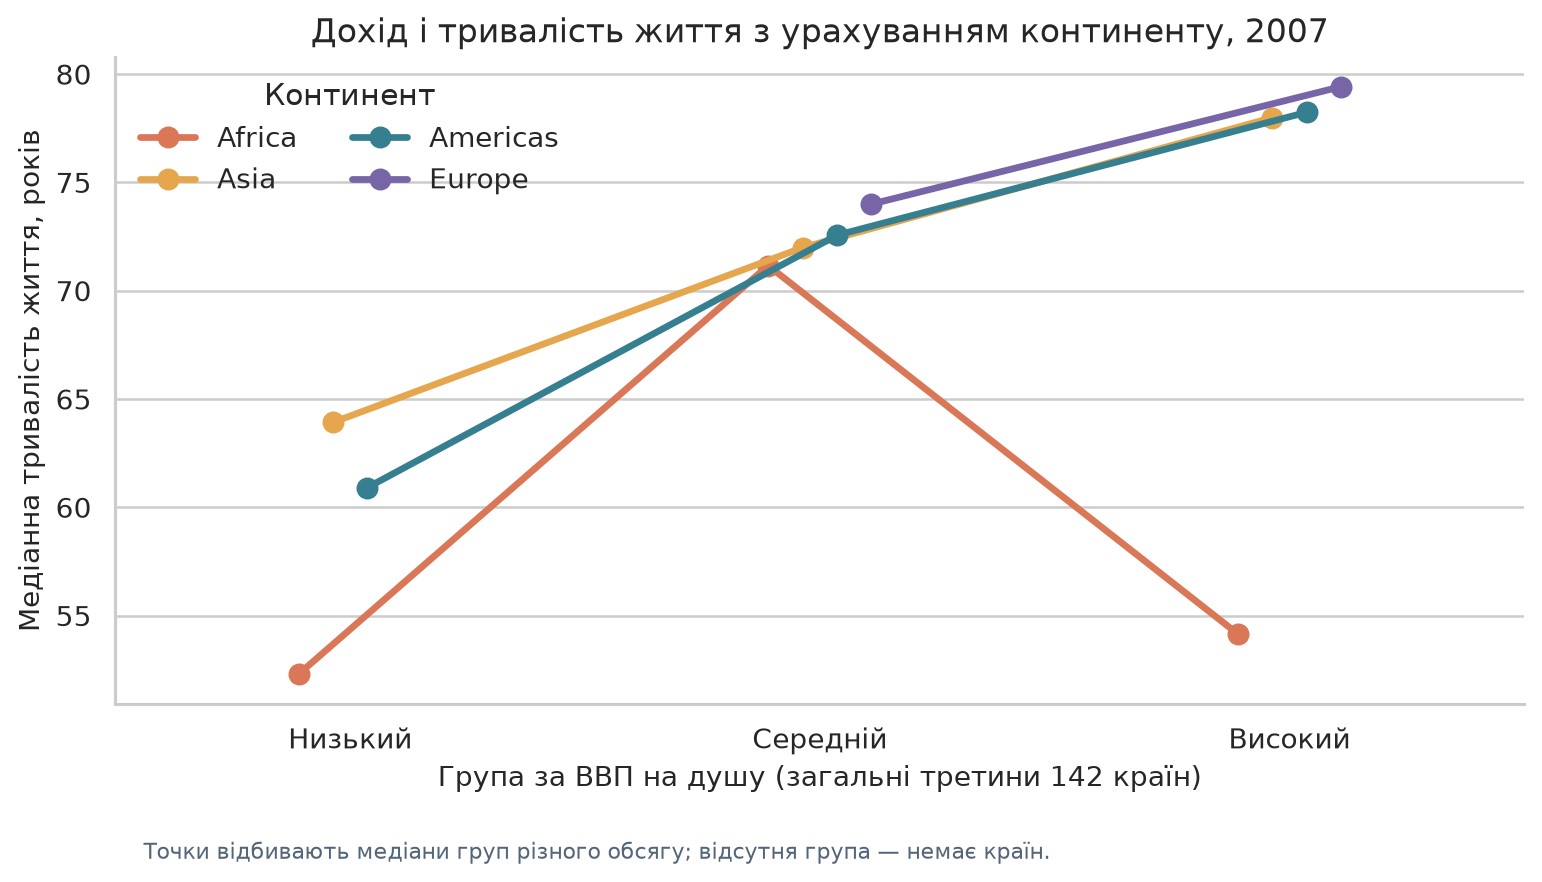 Дохід і тривалість життя з урахуванням континенту, 2007
Медіанна тривалість життя, років
80
75
70
65
60
55
Континент
Africa
Americas
Asia
Europe
Низький
Середній
Високий
Група за ВВП на душу (загальні третини 142 країн)
Точки відбивають медіани груп різного обсягу; відсутня група — немає країн.